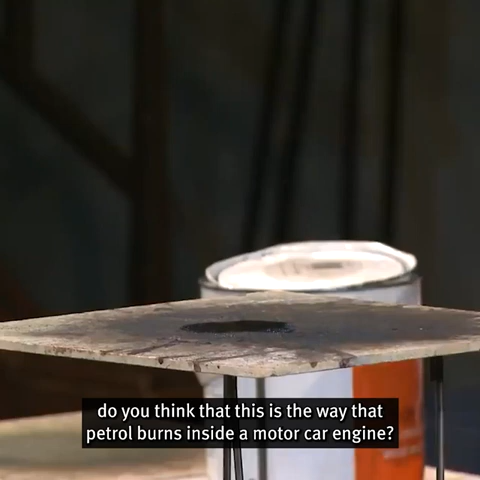 do you think that this is the way that
petrol burns inside a motor car engine?